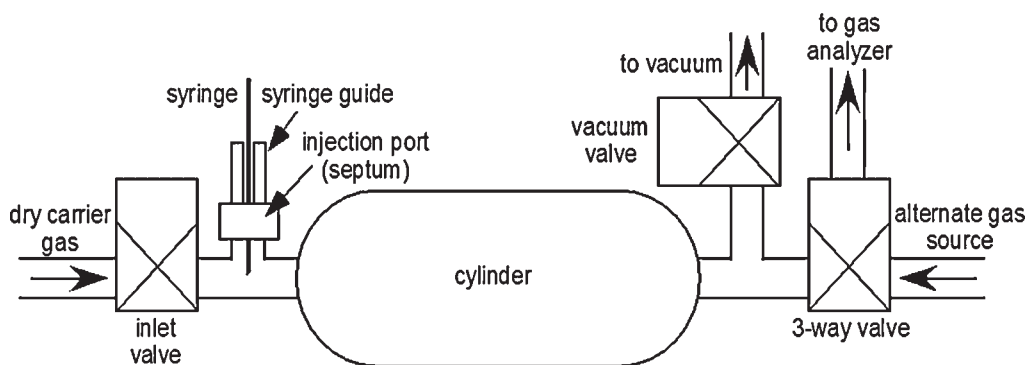 to gas
analyzer
to vacuum
syringe
syringe guide
injection port
(septum)
vacuum
valve
dry carrier
gas
alternate gas
source
cylinder
inlet
valve
3-way valve